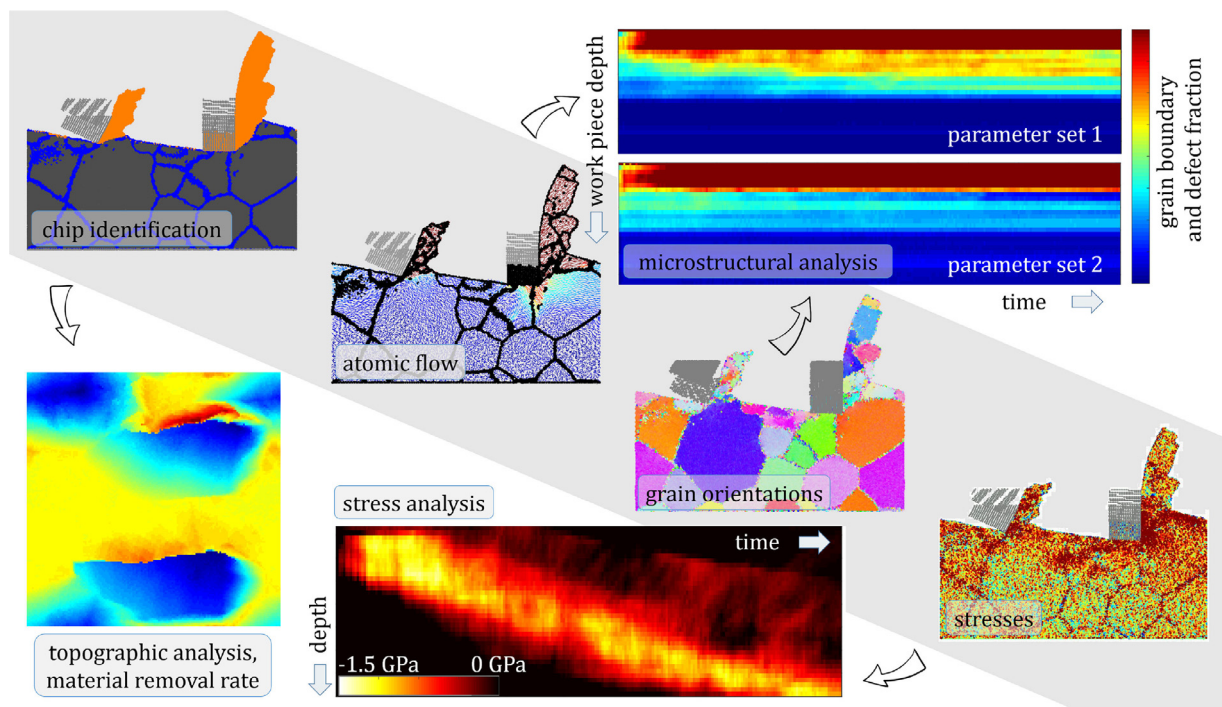 chip identification
work piece depth
parameter set 1
parameter set 2
microstructural analysis
time
grain boundary
and defect fraction
atomic flow
grain orientations
stress analysis
time
depth
-1.5 GPa
0 GPa
stresses
topographic analysis,
material removal rate